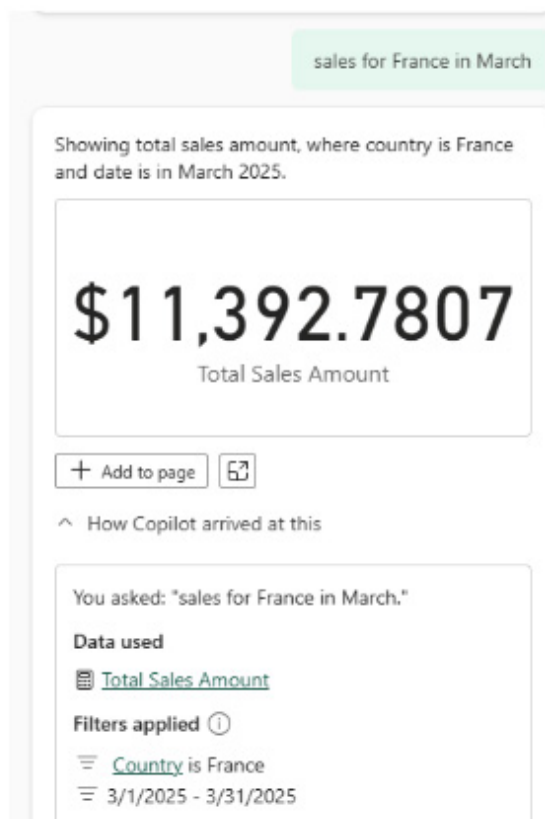 sales for France in March
Showing total sales amount, where country is France
and date is in March 2025.
$11,392.7807
Total Sales Amount
+ Add to page
How Copilot arrived at this
You asked: "sales for France in March."
Data used
Total Sales Amount
Filters applied
Country is France
3/1/2025 - 3/31/2025